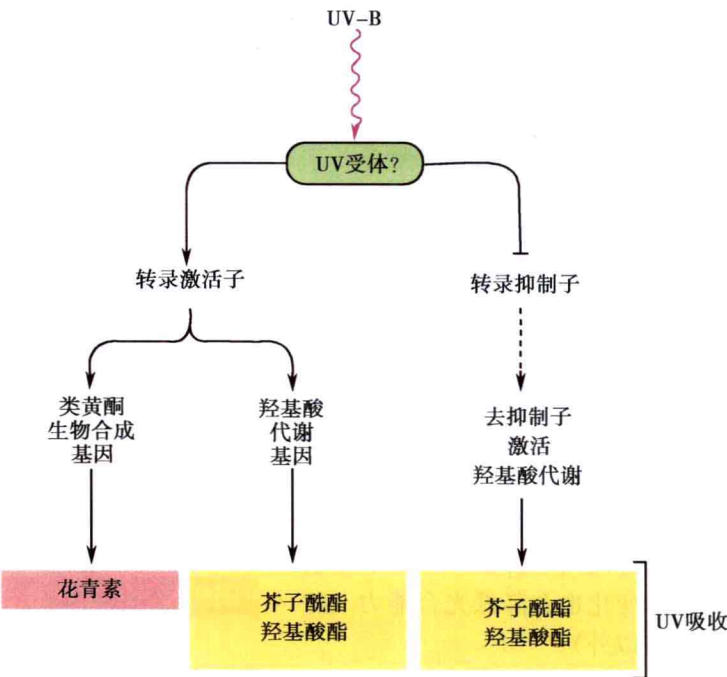 UV-B
UV受体?
转录激活子
转录抑制子
类黄酮
生物合成
基因
羟基酸
代谢
基因
去抑制子
激活
羟基酸代谢
花青素
芥子酰酯
羟基酸酯
芥子酰酯
羟基酸酯
UV吸收